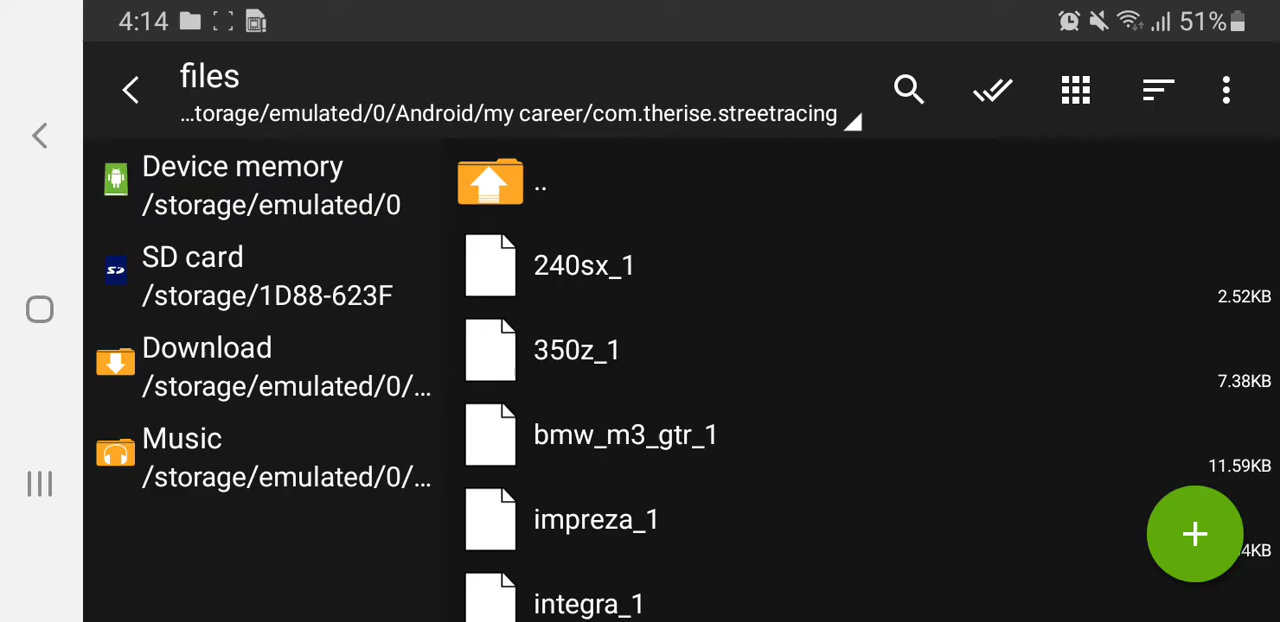 4:14
51%
files
...torage/emulated/0/Android/my career/com.therise.streetracing
Device memory
/storage/emulated/0
SD card
/storage/1D88-623F
Download
/storage/emulated/0/...
Music
/storage/emulated/0/...
..
240sx_1
2.52KB
350z_1
7.38KB
bmw_m3_gtr_1
11.59KB
impreza_1
4KB
integra_1